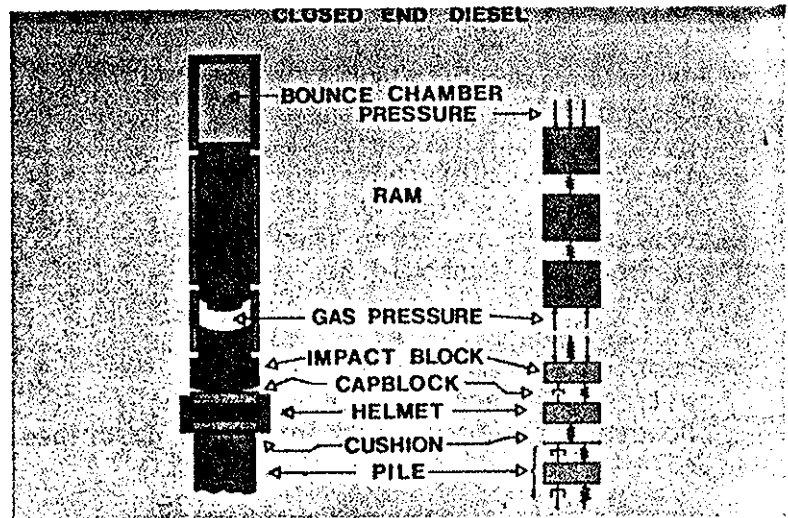 CLOSED END DIESEL
BOUNCE CHAMBER
PRESSURE
RAM
GAS PRESSURE
IMPACT BLOCK
CAPBLOCK
HELMET
CUSHION
PILE